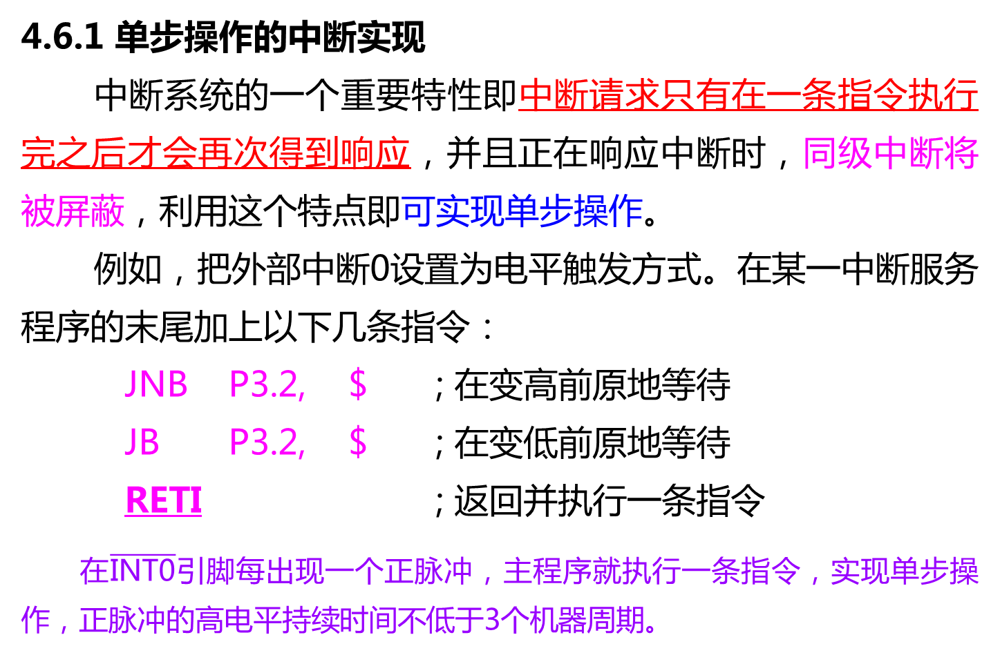 4.6.1 单步操作的中断实现
中断系统的一个重要特性即中断请求只有在一条指令执行
完之后才会再次得到响应，并且正在响应中断时，同级中断将
被屏蔽，利用这个特点即可实现单步操作。
例如，把外部中断0设置为电平触发方式。在某一中断服务
程序的末尾加上以下几条指令：
JNB P3.2, $ ；在变高前原地等待
JB P3.2, $ ；在变低前原地等待
RETI ；返回并执行一条指令
在INT0引脚每出现一个正脉冲，主程序就执行一条指令，实现单步操
作，正脉冲的高电平持续时间不低于3个机器周期。